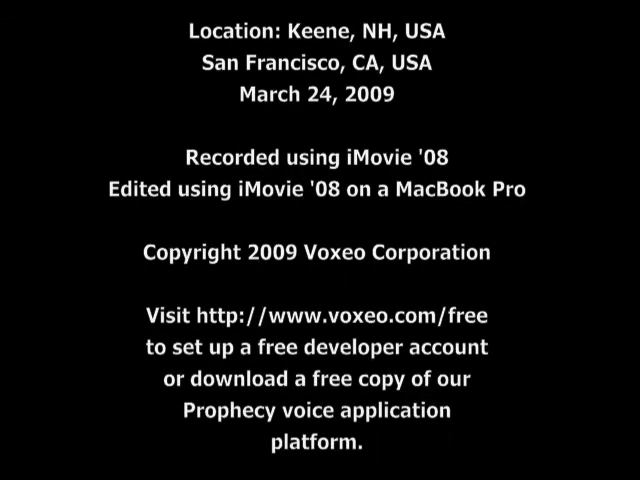 Location: Keene, NH, USA
San Francisco, CA, USA
March 24, 2009
Recorded using iMovie '08
Edited using iMovie '08 on a MacBook Pro
Copyright 2009 Voxeo Corporation
Visit http://www.voxeo.com/free
to set up a free developer account
or download a free copy of our
Prophecy voice application
platform.